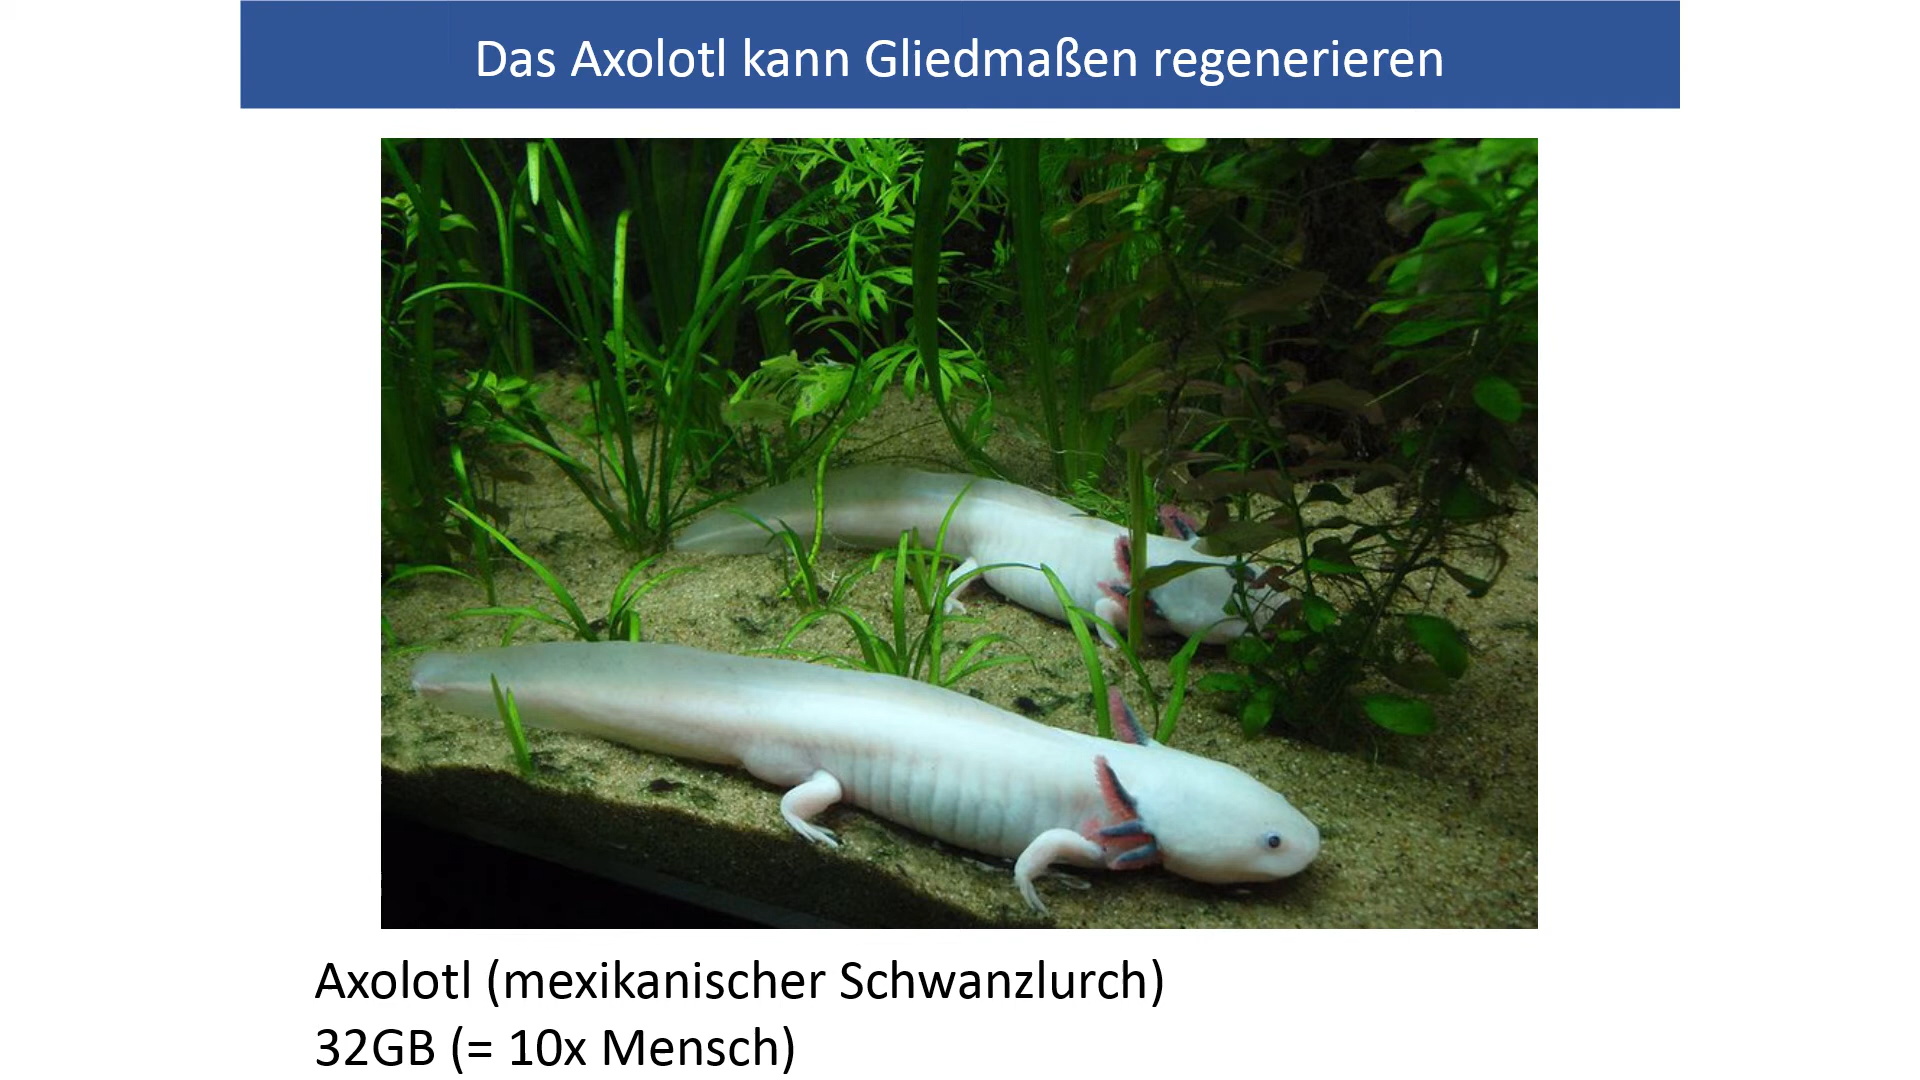 Das Axolotl kann Gliedmaßen regenerieren
Axolotl (mexikanischer Schwanzlurch)
32GB (= 10x Mensch)